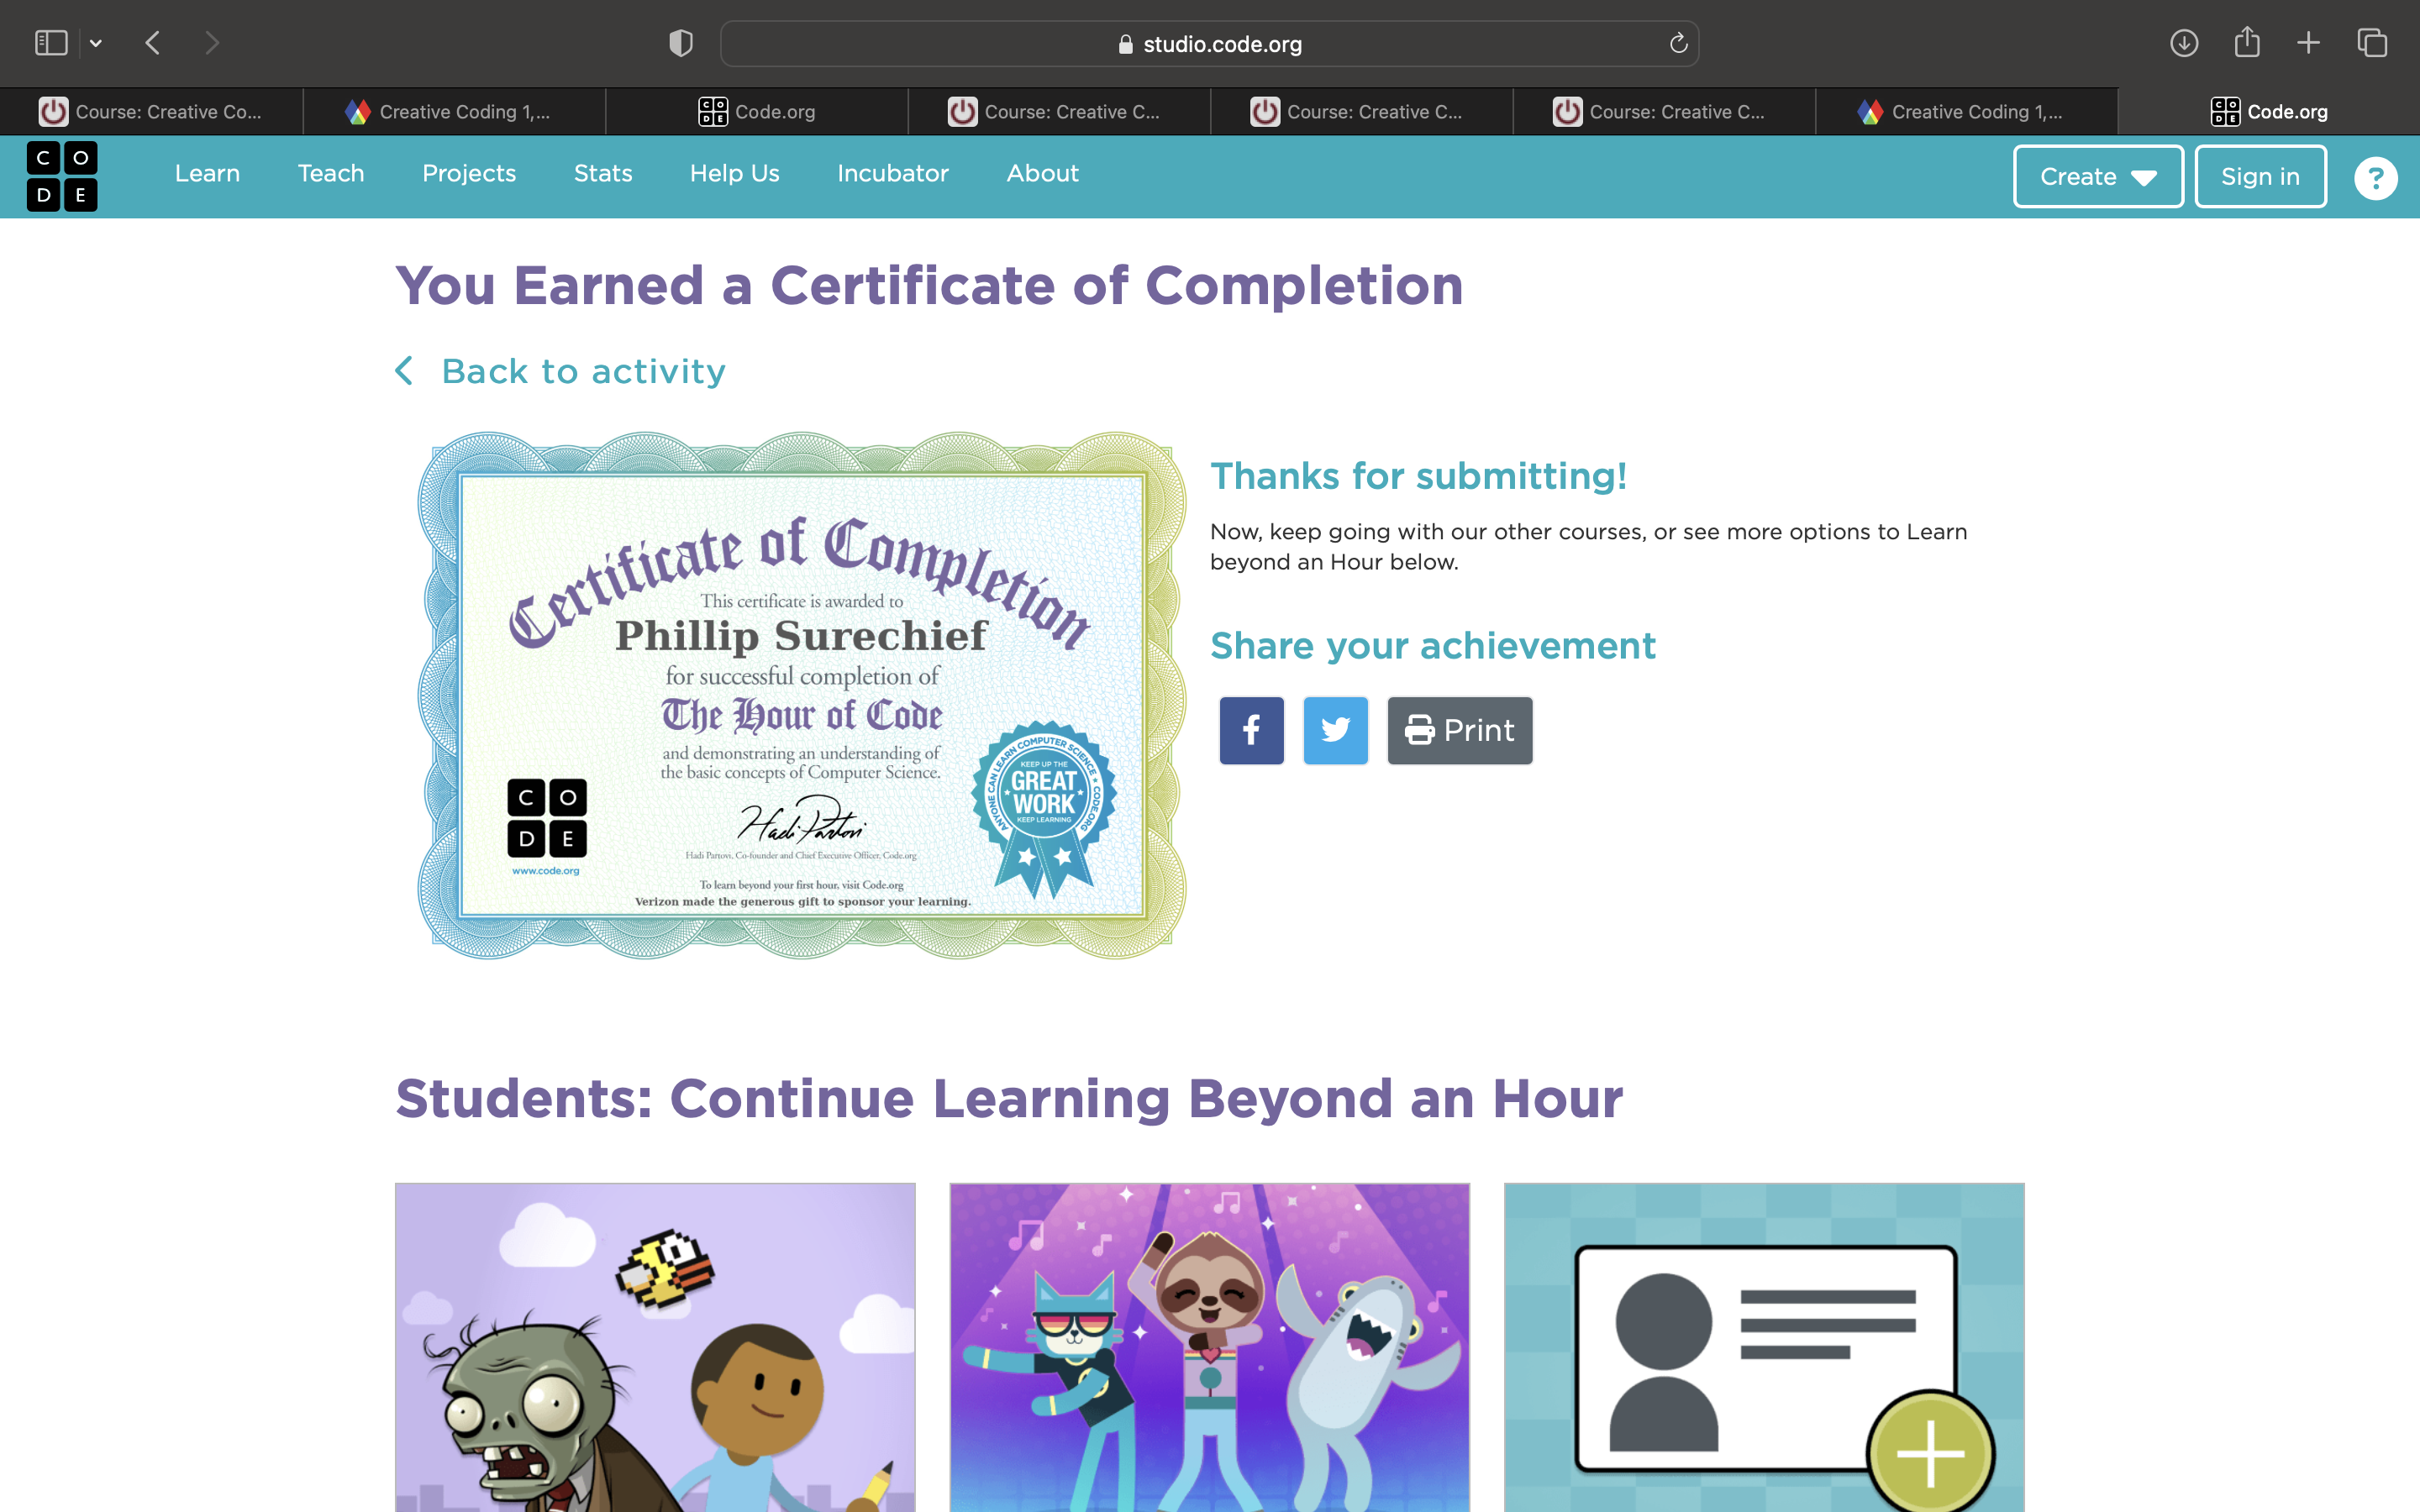 studio.code.org
Course: Creative Co...
Creative Coding 1,...
Code.org
Course: Creative C...
Course: Creative C...
Course: Creative C...
Creative Coding 1,...
Code.org
CODE
Learn
Teach
Projects
Stats
Help Us
Incubator
About
Create
Sign in
?
You Earned a Certificate of Completion
Back to activity
Certificate of Completion
This certificate is awarded to
Phillip Surechief
for successful completion of
The Hour of Code
and demonstrating an understanding of
the basic concepts of Computer Science.
Hadi Partovi
Hadi Partovi, Co-founder and Chief Executive Officer, Code.org
To learn beyond your first hour, visit Code.org
Verizon made the generous gift to sponsor your learning.
CODE
www.code.org
ANYONE CAN LEARN COMPUTER SCIENCE • CODE.ORG
KEEP UP THE
GREAT
WORK
KEEP LEARNING
Thanks for submitting!
Now, keep going with our other courses, or see more options to Learn
beyond an Hour below.
Share your achievement
Print
Students: Continue Learning Beyond an Hour